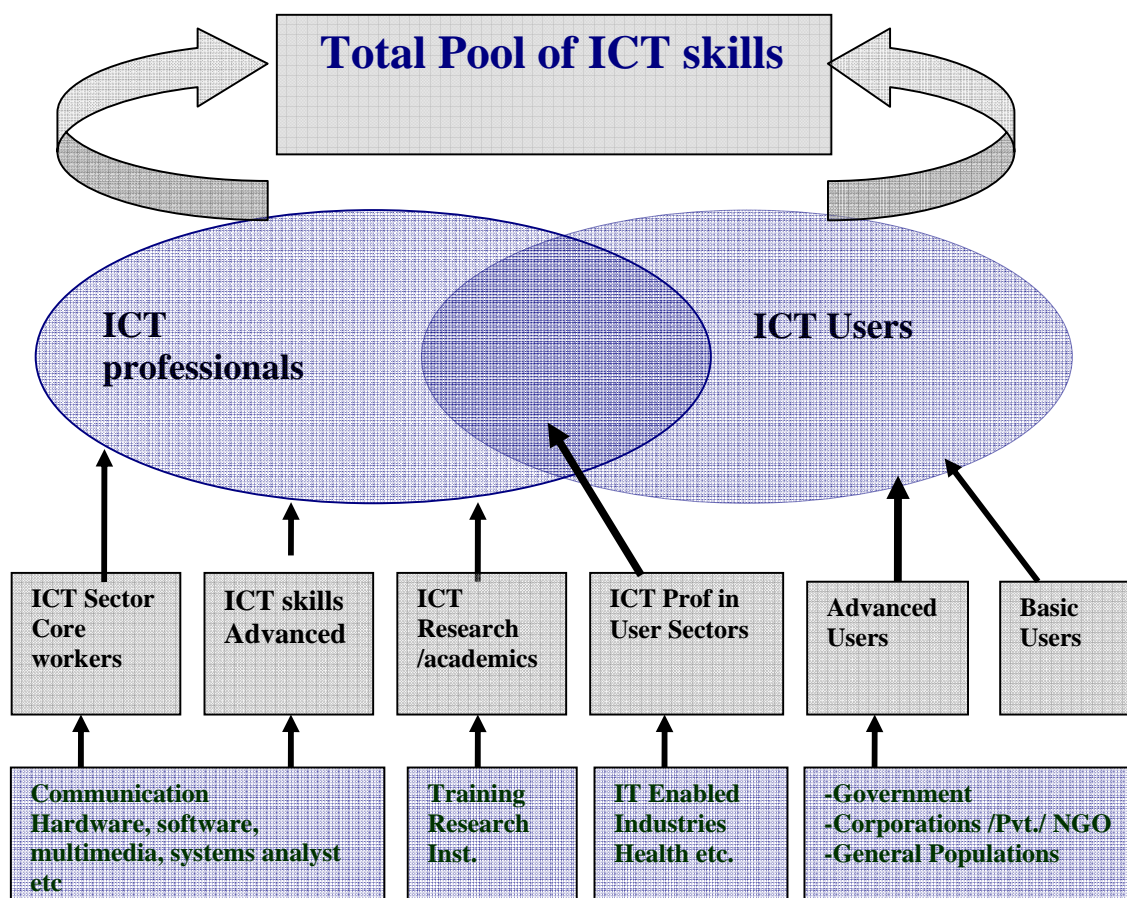 Total Pool of ICT skills
ICT
professionals
ICT Users
ICT Sector
Core
workers
ICT skills
Advanced
ICT
Research
/academics
ICT Prof in
User Sectors
Advanced
Users
Basic
Users
Communication
Hardware, software,
multimedia, systems analyst
etc
Training
Research
Inst.
IT Enabled
Industries
Health etc.
-Government
-Corporations /Pvt./ NGO
-General Populations